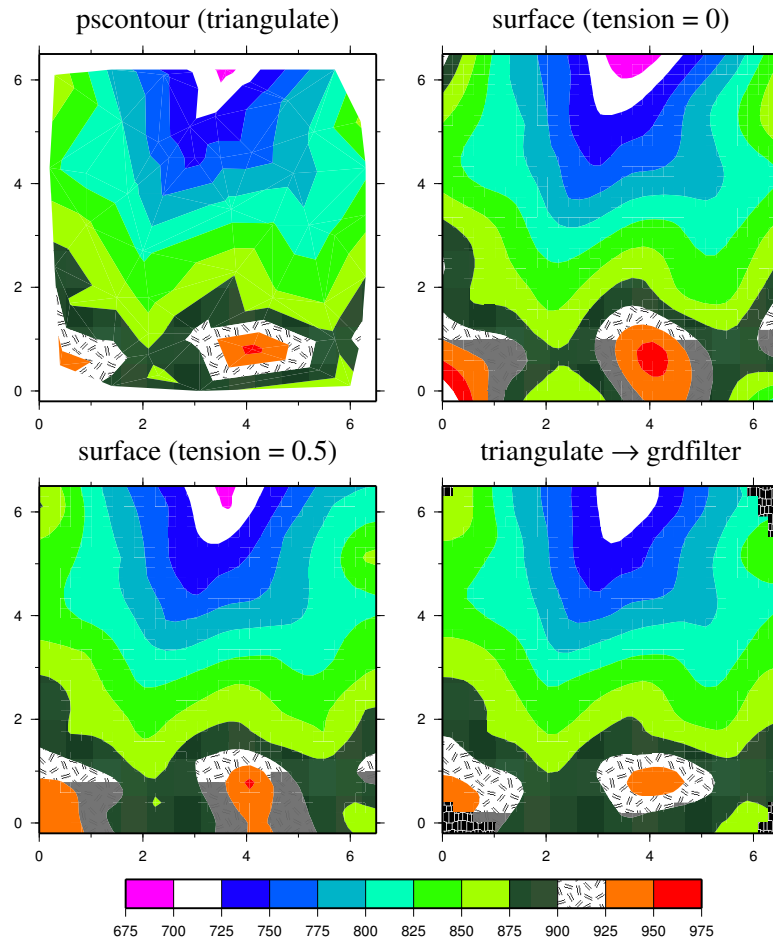 pscontour (triangulate)
surface (tension = 0)
6
4
2
0
0 2 4 6
6
4
2
0
0 2 4 6
surface (tension = 0.5)
triangulate → grdfilter
6
4
2
0
0 2 4 6
6
4
2
0
0 2 4 6
675 700 725 750 775 800 825 850 875 900 925 950 975